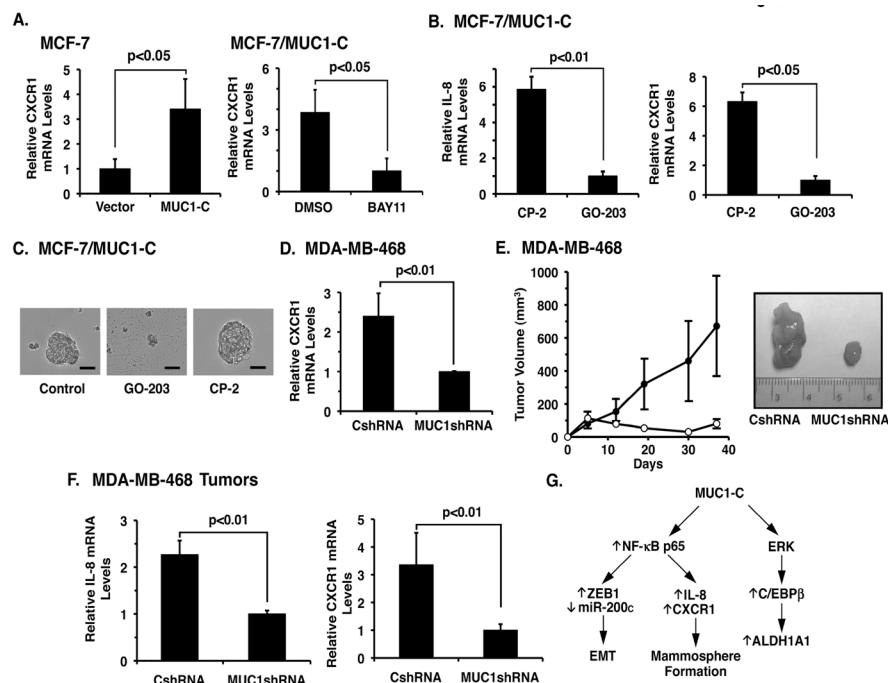 A.
MCF-7
Relative CXCR1
mRNA Levels
5
4
3
2
1
0
p<0.05
Vector
MUC1-C
MCF-7/MUC1-C
Relative CXCR1
mRNA Levels
6
3
0
p<0.05
DMSO
BAY11
B. MCF-7/MUC1-C
Relative IL-8
mRNA Levels
8
6
4
2
0
p<0.01
CP-2
GO-203
Relative CXCR1
mRNA Levels
8
6
4
2
0
p<0.05
CP-2
GO-203
C. MCF-7/MUC1-C
Control
GO-203
CP-2
D. MDA-MB-468
Relative CXCR1
mRNA Levels
3
2
1
0
p<0.01
CshRNA
MUC1shRNA
E. MDA-MB-468
Tumor Volume (mm³)
1000
800
600
400
200
0
0 10 20 30 40
Days
3 4 5 6
CshRNA MUC1shRNA
F. MDA-MB-468 Tumors
Relative IL-8 mRNA
Levels
3
2
1
0
p<0.01
CshRNA
MUC1shRNA
Relative CXCR1 mRNA
Levels
5
4
3
2
1
0
p<0.01
CshRNA
MUC1shRNA
G.
MUC1-C
↑NF-κB p65
ERK
↑ZEB1
↓miR-200c
↑IL-8
↑CXCR1
↑C/EBPβ
EMT
Mammosphere
Formation
↑ALDH1A1